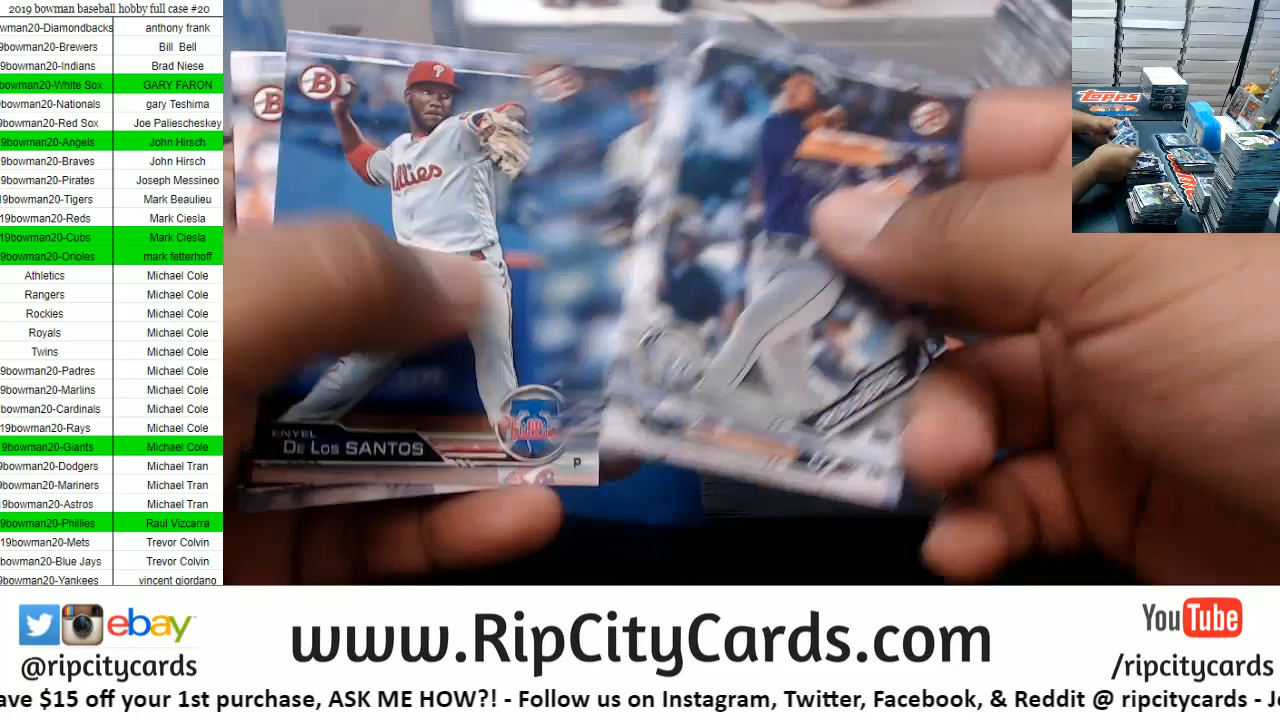 2019 bowman baseball hobby full case #20
wman20-Diamondbacks anthony frank
9bowman20-Brewers Bill Bell
9bowman20-Indians Brad Niese
bowman20-White Sox GARY FARON
bowman20-Nationals gary Teshima
owman20-Red Sox Joe Palieschesky
9bowman20-Angels John Hirsch
9bowman20-Braves John Hirsch
9bowman20-Pirates Joseph Messineo
9bowman20-Tigers Mark Beaulieu
19bowman20-Reds Mark Ciesla
19bowman20-Cubs Mark Ciesla
9bowman20-Orioles mark fetterhoff
Athletics Michael Cole
Rangers Michael Cole
Rockies Michael Cole
Royals Michael Cole
Twins Michael Cole
9bowman20-Padres Michael Cole
9bowman20-Marlins Michael Cole
bowman20-Cardinals Michael Cole
19bowman20-Rays Michael Cole
9bowman20-Giants Michael Cole
9bowman20-Dodgers Michael Tran
bowman20-Mariners Michael Tran
19bowman20-Astros Michael Tran
9bowman20-Phillies Raul Vizcarra
19bowman20-Mets Trevor Colvin
bowman20-Blue Jays Trevor Colvin
9bowman20-Yankees vincent giordano
B
B
P
Phillies
ENYEL
DE LOS SANTOS
Phillies
P
Topps
ebay
@ripcitycards
www.RipCityCards.com
YouTube
/ripcitycards
ave $15 off your 1st purchase, ASK ME HOW?! - Follow us on Instagram, Twitter, Facebook, & Reddit @ ripcitycards - Jo